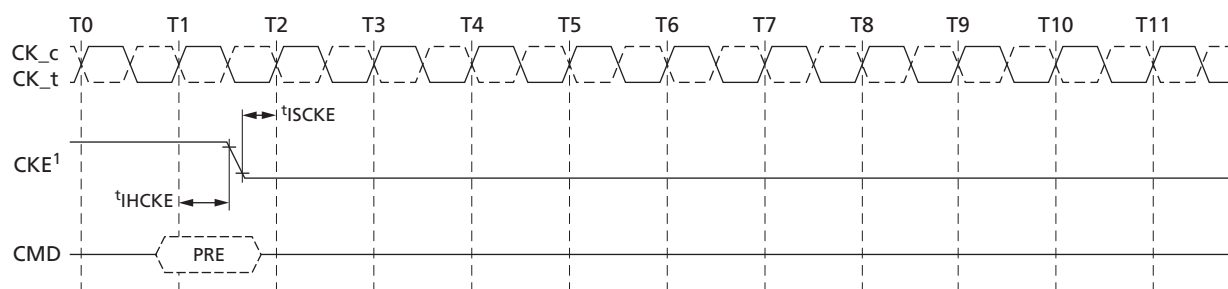 T0 T1 T2 T3 T4 T5 T6 T7 T8 T9 T10 T11
CK_c
CK_t
tISCKE
CKE1
tIHCKE
CMD PRE